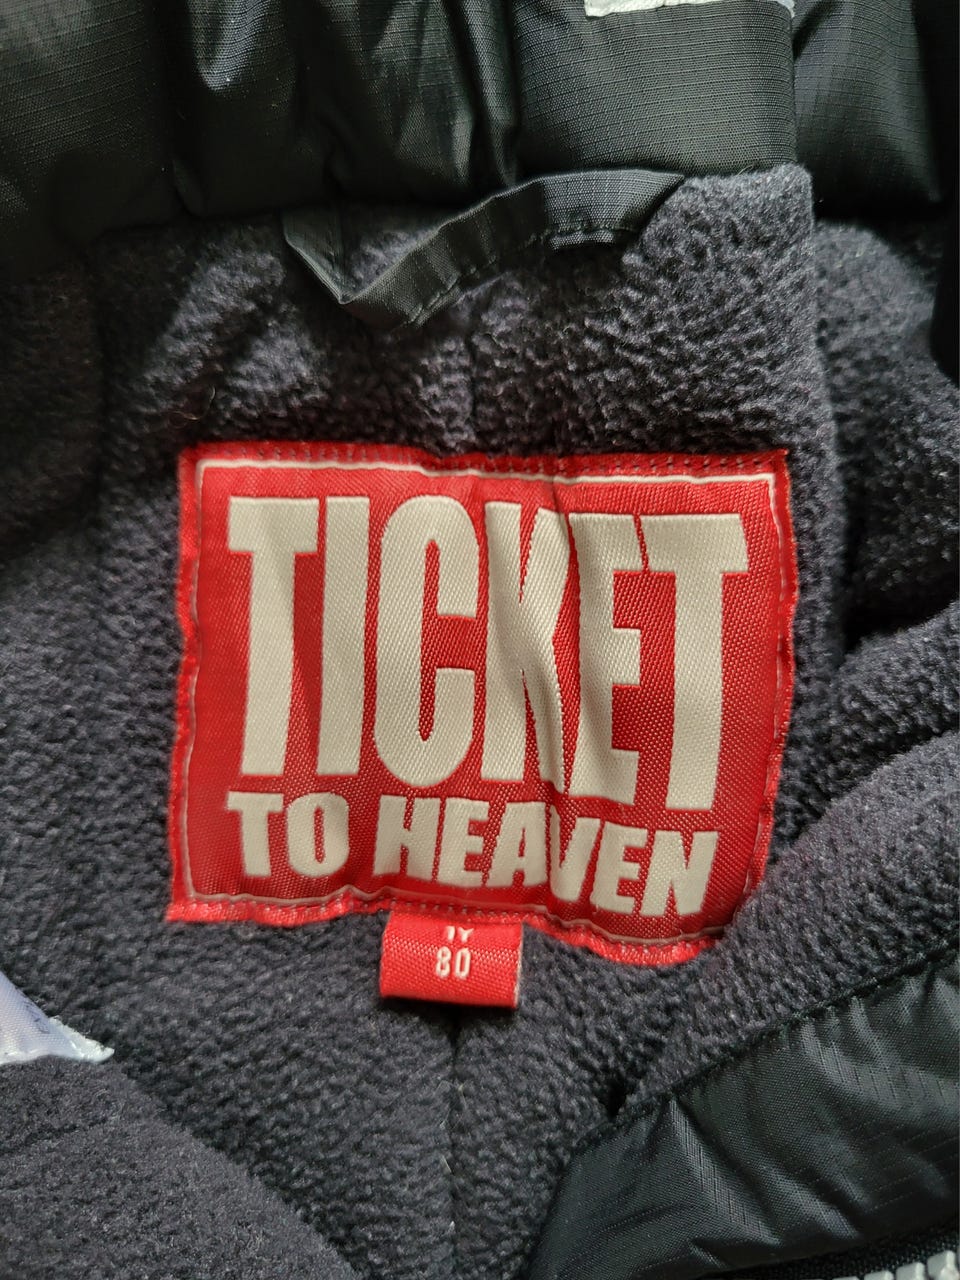 TICKET
TO HEAVEN
1Y
80